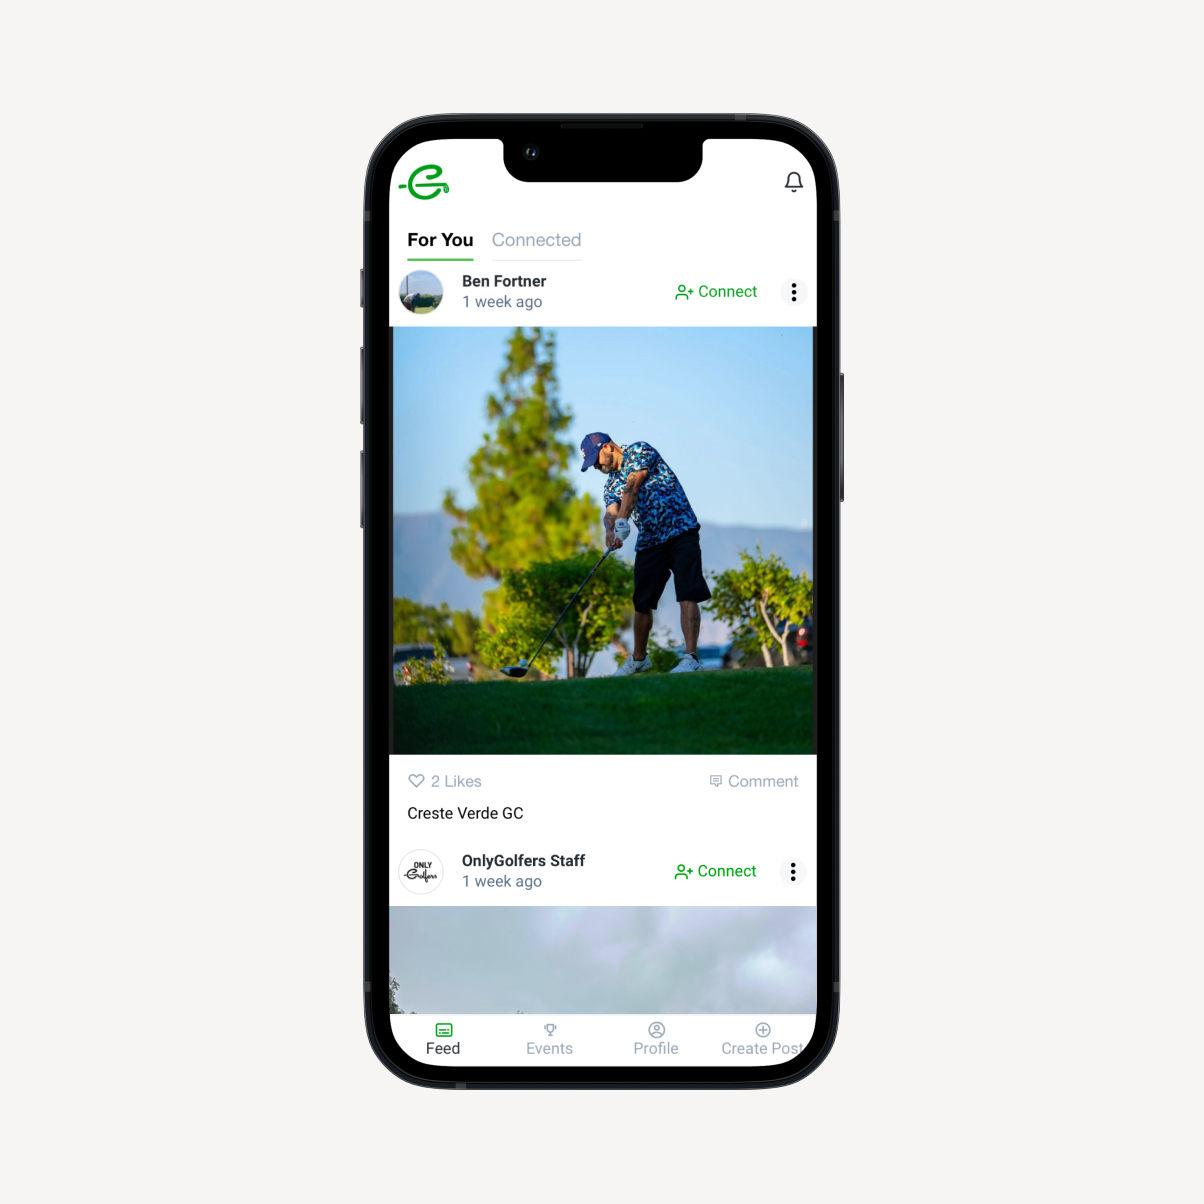 For You
Connected
Ben Fortner
1 week ago
Connect
2 Likes
Comment
Creste Verde GC
ONLY
Golfers
OnlyGolfers Staff
1 week ago
Connect
Feed
Events
Profile
Create Post